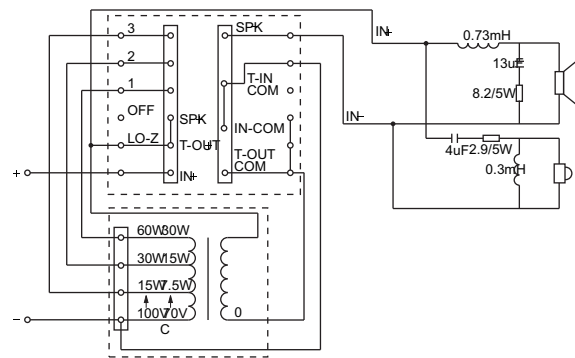 3
SPK
IN+
0.73mH
2
13uF
T-IN
COM
1
8.2/5W
OFF
SPK+
IN-
LO-Z
T-OUT+
IN-COM
T-OUT
COM
4uF
2.9/5W
0.3mH
+
IN+
60W
30W
30W
15W
15W
7.5W
100V
70V
0
-
C